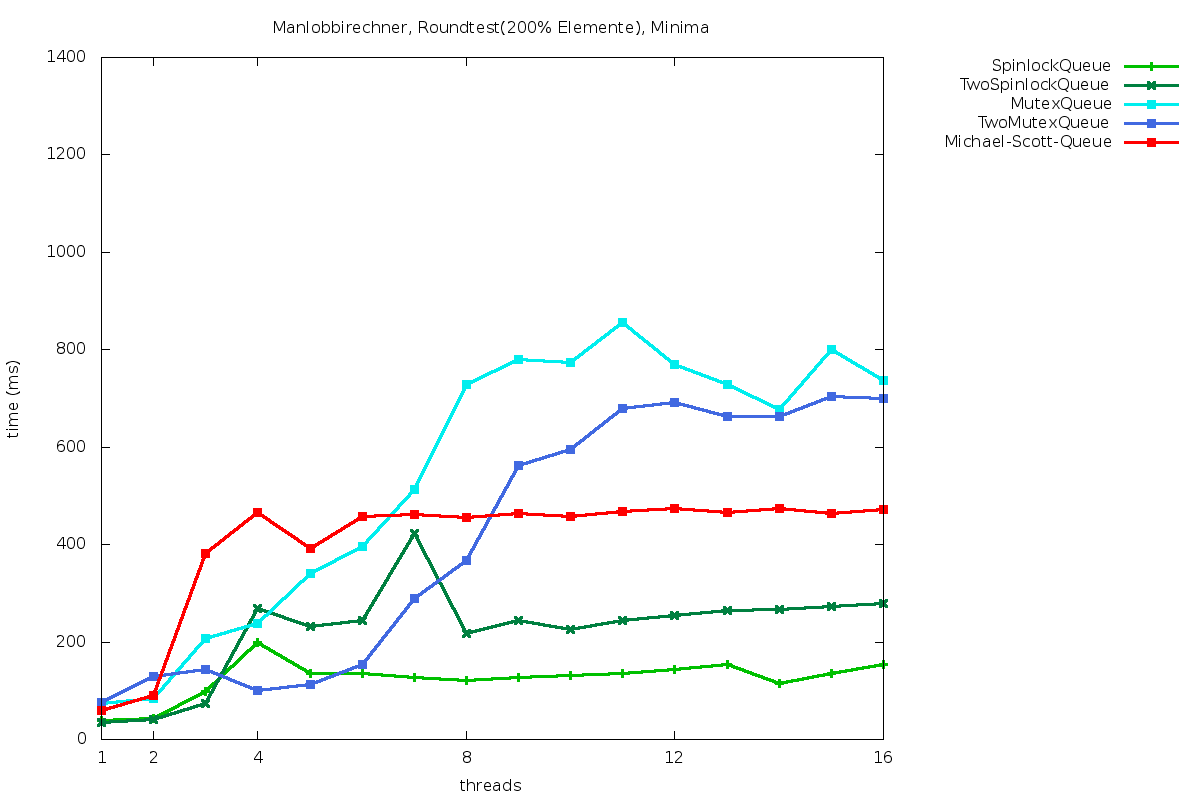 Manlobbirechner, Roundtest(200% Elemente), Minima
SpinlockQueue
TwoSpinlockQueue
MutexQueue
TwoMutexQueue
Michael-Scott-Queue
time (ms)
1400
1200
1000
800
600
400
200
0
1 2 4 8 12 16
threads